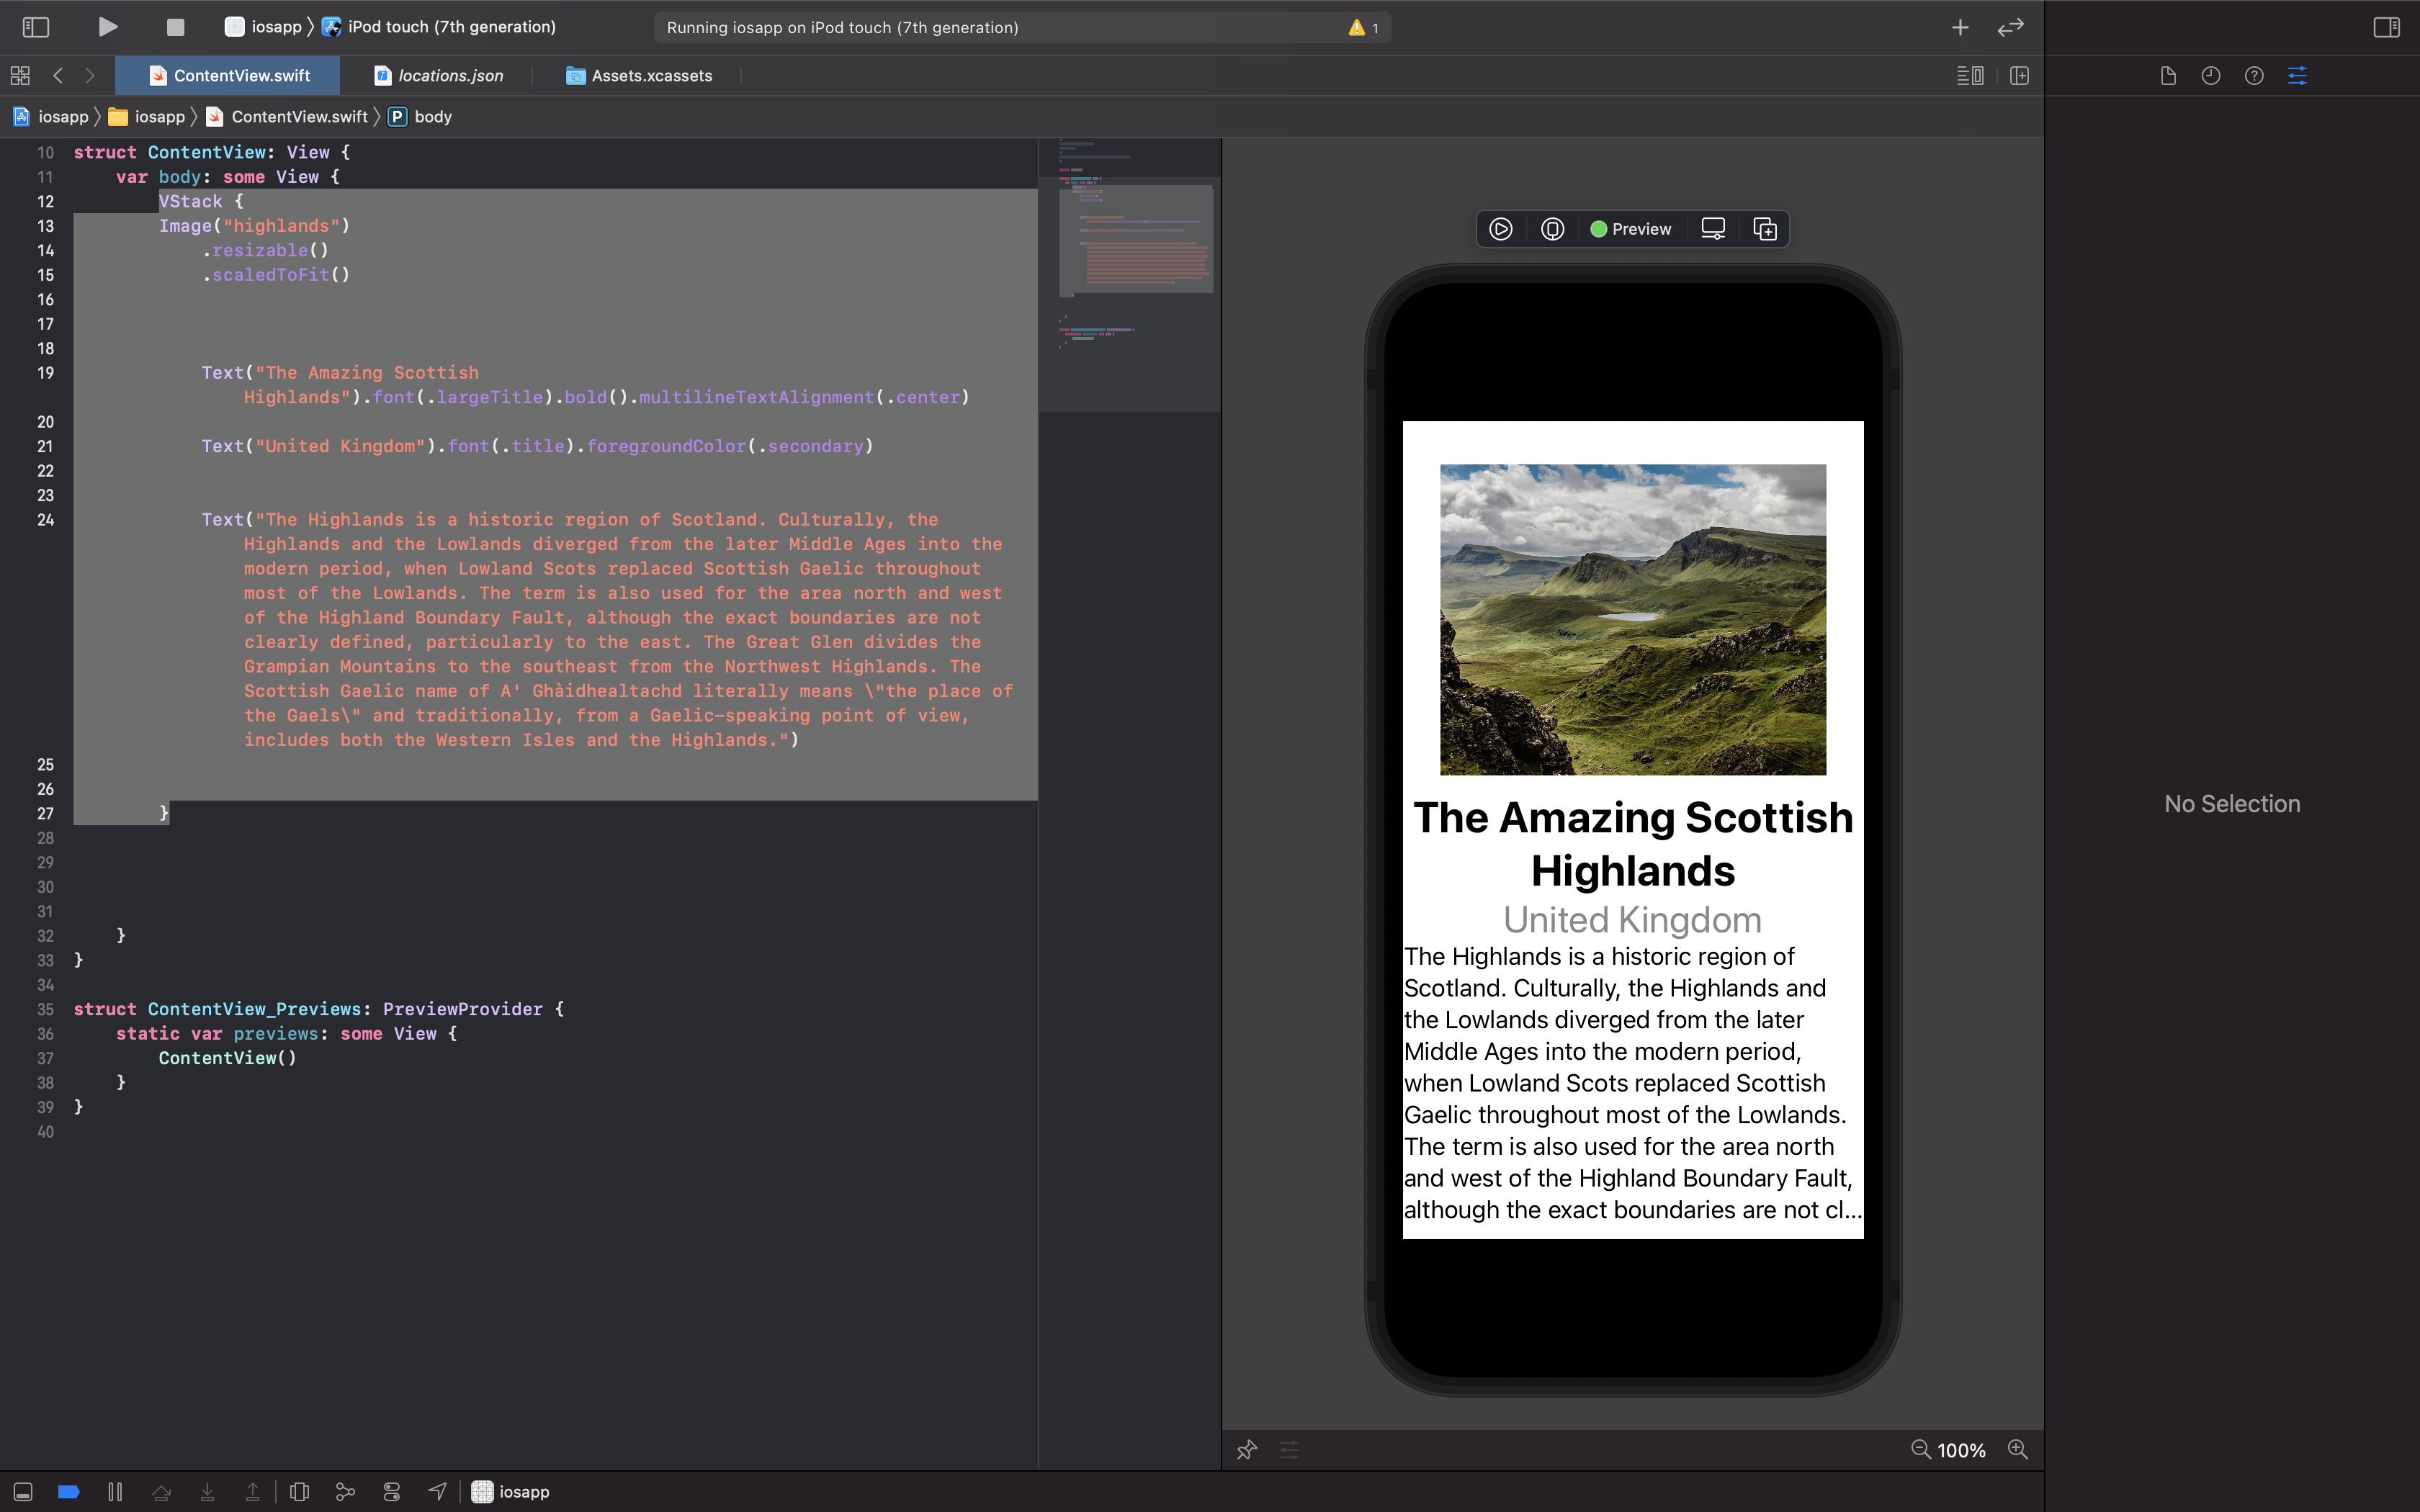 iosapp 〉 iPod touch (7th generation)
Running iosapp on iPod touch (7th generation)
1
ContentView.swift
locations.json
Assets.xcassets
iosapp 〉 iosapp 〉 ContentView.swift 〉 P body
10 struct ContentView: View {
11 var body: some View {
12 VStack {
13 Image("highlands")
14 .resizable()
15 .scaledToFit()
16
17
18
19 Text("The Amazing Scottish
Highlands").font(.largeTitle).bold().multilineTextAlignment(.center)
20
21 Text("United Kingdom").font(.title).foregroundColor(.secondary)
22
23
24 Text("The Highlands is a historic region of Scotland. Culturally, the
Highlands and the Lowlands diverged from the later Middle Ages into the
modern period, when Lowland Scots replaced Scottish Gaelic throughout
most of the Lowlands. The term is also used for the area north and west
of the Highland Boundary Fault, although the exact boundaries are not
clearly defined, particularly to the east. The Great Glen divides the
Grampian Mountains to the southeast from the Northwest Highlands. The
Scottish Gaelic name of A' Ghàidhealtachd literally means \"the place of
the Gaels\" and traditionally, from a Gaelic-speaking point of view,
includes both the Western Isles and the Highlands.")
25
26
27 }
28
29
30
31
32 }
33 }
34
35 struct ContentView_Previews: PreviewProvider {
36 static var previews: some View {
37 ContentView()
38 }
39 }
40
Preview
The Amazing Scottish
Highlands
United Kingdom
The Highlands is a historic region of
Scotland. Culturally, the Highlands and
the Lowlands diverged from the later
Middle Ages into the modern period,
when Lowland Scots replaced Scottish
Gaelic throughout most of the Lowlands.
The term is also used for the area north
and west of the Highland Boundary Fault,
although the exact boundaries are not cl...
No Selection
100%
iosapp